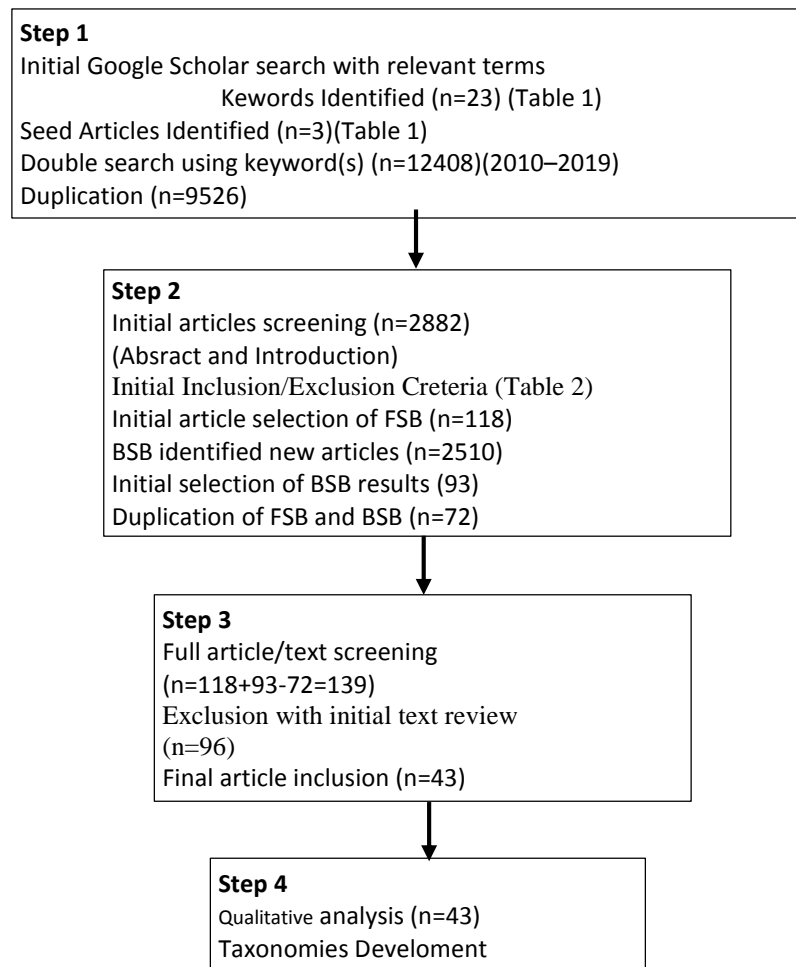 Step 1
Initial Google Scholar search with relevant terms
Kewords Identified (n=23) (Table 1)
Seed Articles Identified (n=3)(Table 1)
Double search using keyword(s) (n=12408)(2010–2019)
Duplication (n=9526)
Step 2
Initial articles screening (n=2882)
(Absract and Introduction)
Initial Inclusion/Exclusion Creteria (Table 2)
Initial article selection of FSB (n=118)
BSB identified new articles (n=2510)
Initial selection of BSB results (93)
Duplication of FSB and BSB (n=72)
Step 3
Full article/text screening
(n=118+93-72=139)
Exclusion with initial text review
(n=96)
Final article inclusion (n=43)
Step 4
Qualitative analysis (n=43)
Taxonomies Develoment